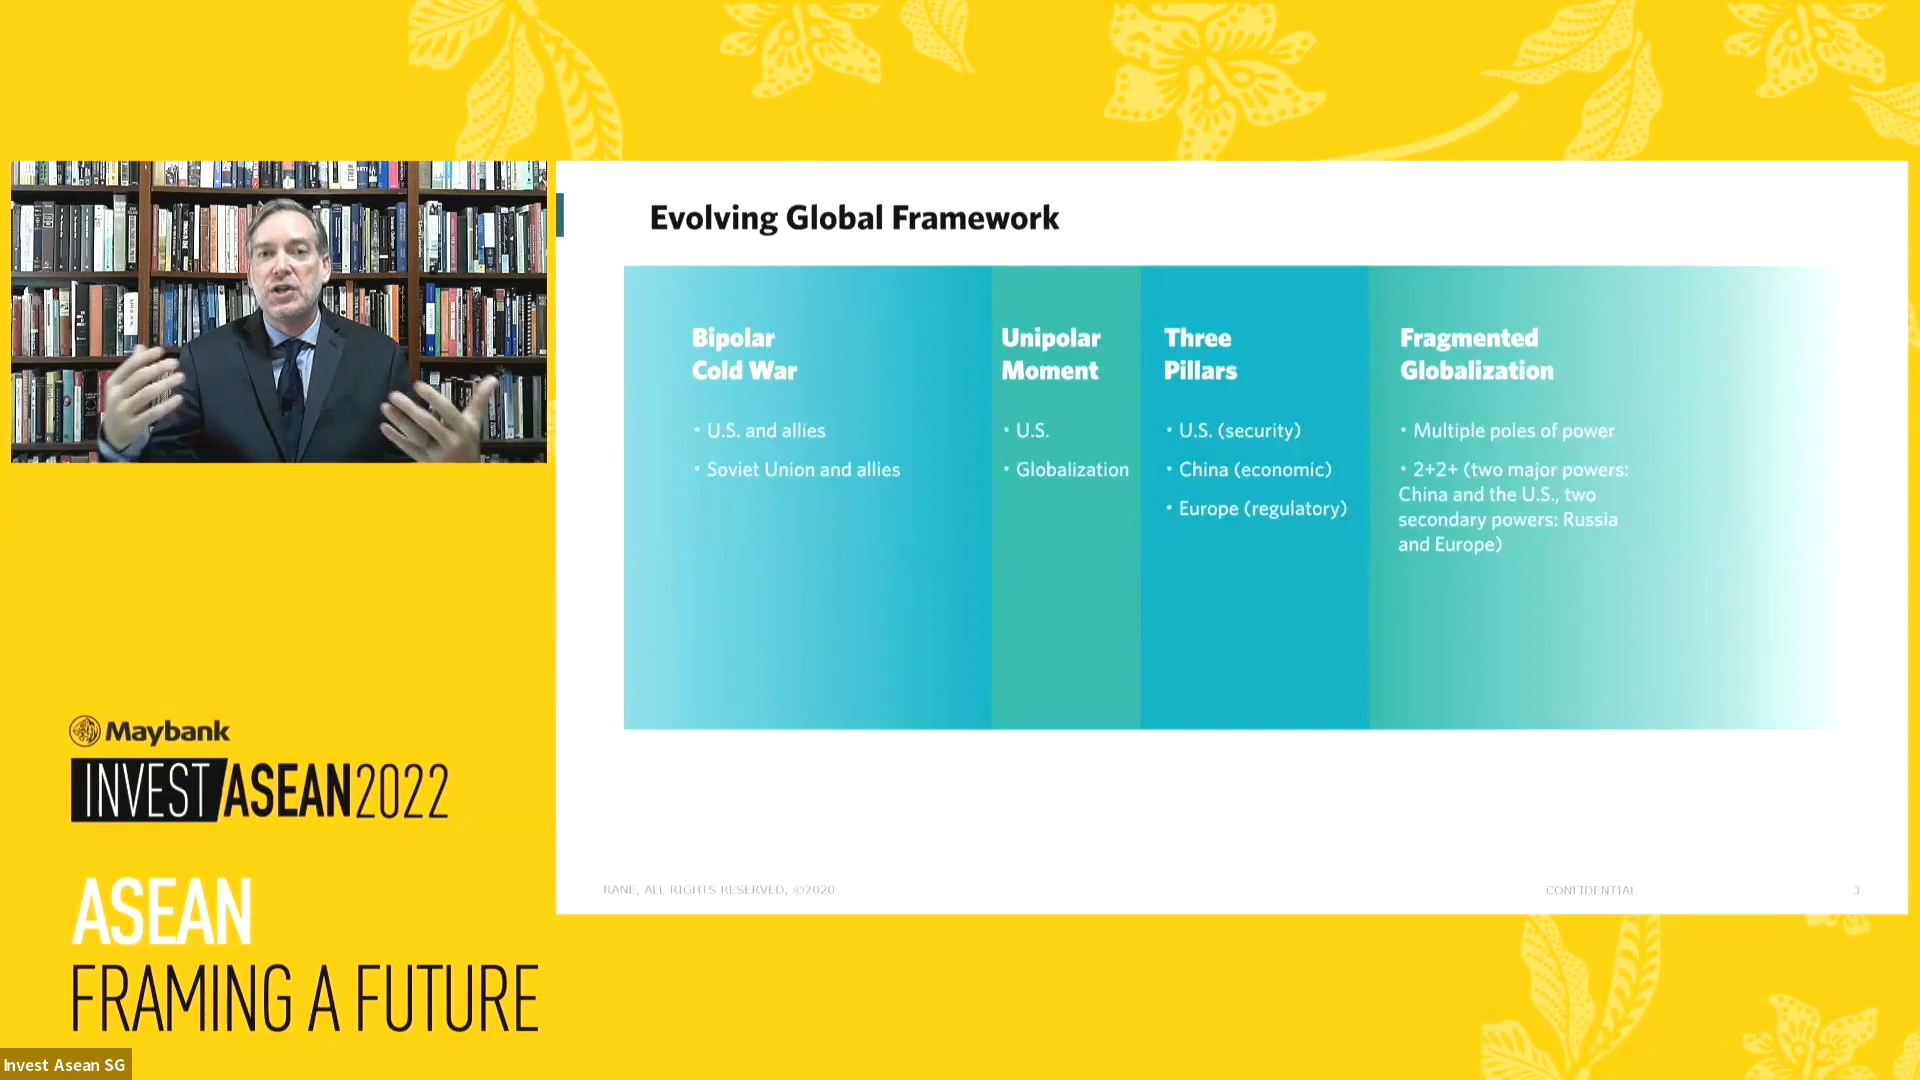 Evolving Global Framework
Bipolar
Cold War
• U.S. and allies
• Soviet Union and allies
Unipolar
Moment
• U.S.
• Globalization
Three
Pillars
• U.S. (security)
• China (economic)
• Europe (regulatory)
Fragmented
Globalization
• Multiple poles of power
• 2+2+ (two major powers:
China and the U.S., two
secondary powers: Russia
and Europe)
RANE, ALL RIGHTS RESERVED, ©2020
CONFIDENTIAL
3
Maybank
INVEST ASEAN 2022
ASEAN
FRAMING A FUTURE
Invest Asean SG